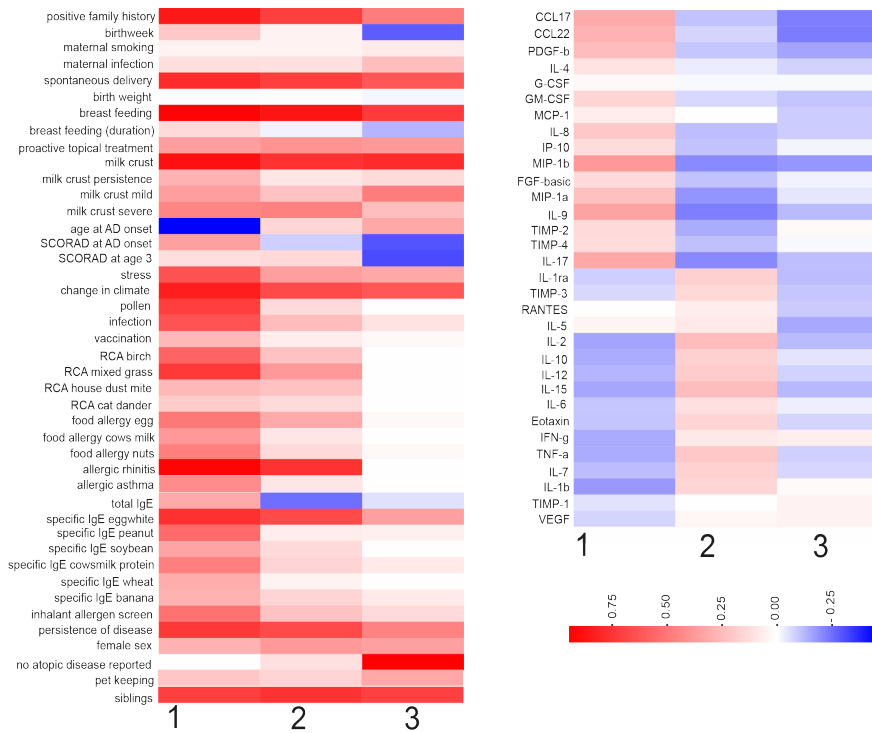 positive family history
birthweek
maternal smoking
maternal infection
spontaneous delivery
birth weight
breast feeding
breast feeding (duration)
proactive topical treatment
milk crust
milk crust persistence
milk crust mild
milk crust severe
age at AD onset
SCORAD at AD onset
SCORAD at age 3
stress
change in climate
pollen
infection
vaccination
RCA birch
RCA mixed grass
RCA house dust mite
RCA cat dander
food allergy egg
food allergy cows milk
food allergy nuts
allergic rhinitis
allergic asthma
total IgE
specific IgE eggwhite
specific IgE peanut
specific IgE soybean
specific IgE cowsmilk protein
specific IgE wheat
specific IgE banana
inhalant allergen screen
persistence of disease
female sex
no atopic disease reported
pet keeping
siblings
1 2 3
CCL17
CCL22
PDGF-b
IL-4
G-CSF
GM-CSF
MCP-1
IL-8
IP-10
MIP-1b
FGF-basic
MIP-1a
IL-9
TIMP-2
TIMP-4
IL-17
IL-1ra
TIMP-3
RANTES
IL-5
IL-2
IL-10
IL-12
IL-15
IL-6
Eotaxin
IFN-g
TNF-a
IL-7
IL-1b
TIMP-1
VEGF
1 2 3
0.75 0.50 0.25 0.00 - 0.25